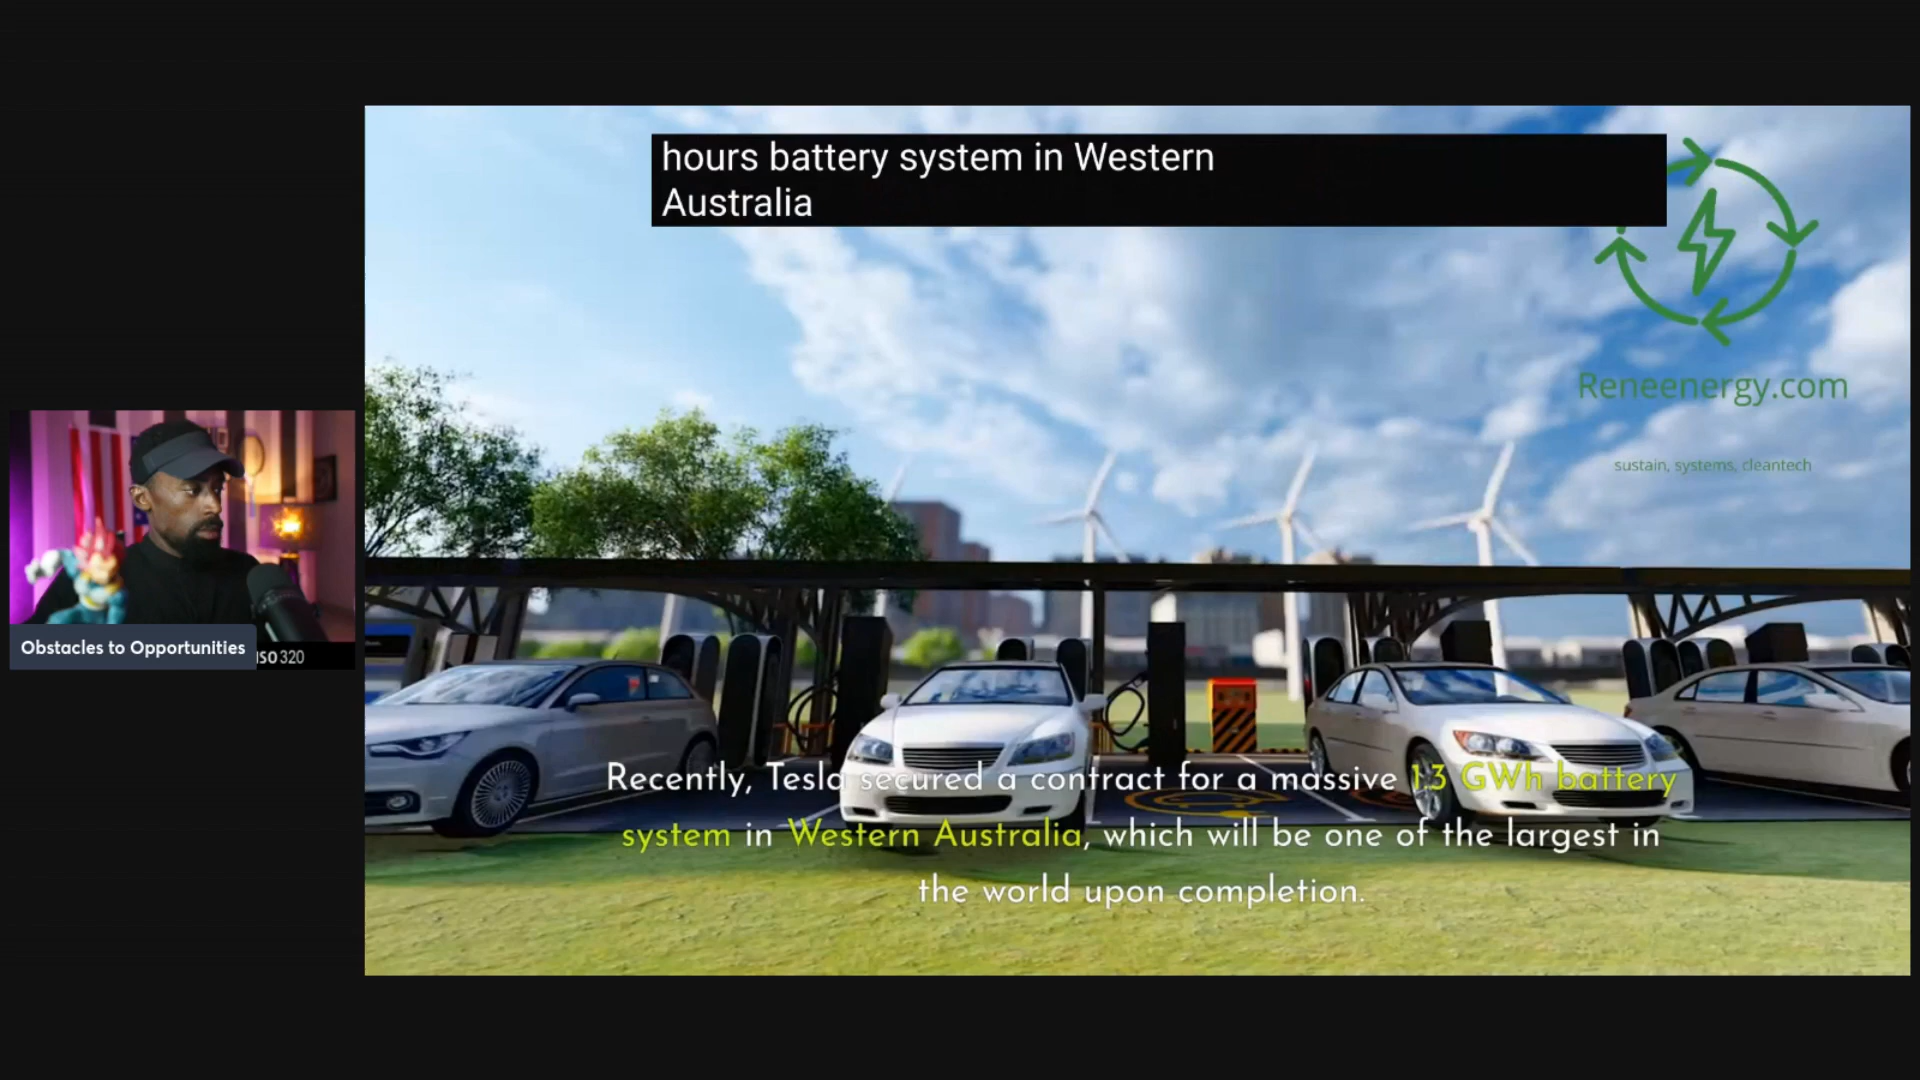 hours battery system in Western
Australia
Reneenergy.com
sustain, systems, cleantech
Obstacles to Opportunities
ISO 320
Recently, Tesla secured a contract for a massive 1.3 GWh battery
system in Western Australia, which will be one of the largest in
the world upon completion.